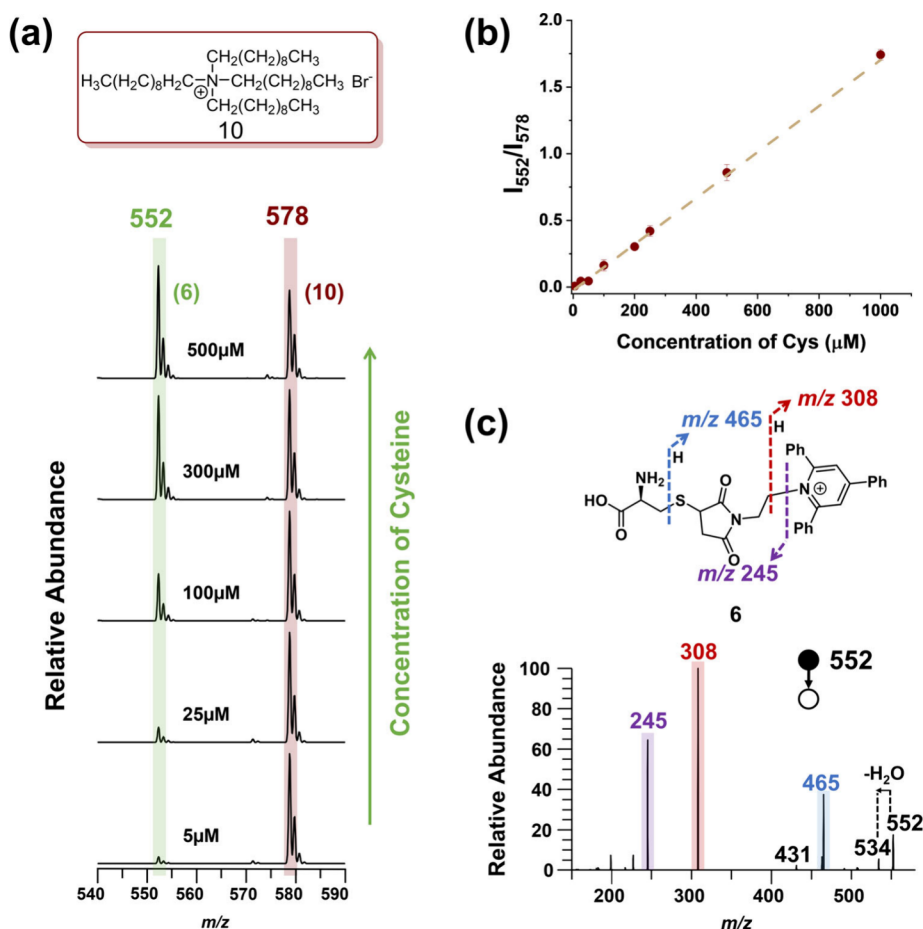 (a)
CH₂(CH₂)₈CH₃
H₃C(H₂C)₈H₂C—N—CH₂(CH₂)₈CH₃ Br⁻
⊕
CH₂(CH₂)₈CH₃
10
552
578
(6)
(10)
500µM
300µM
100µM
25µM
5µM
Relative Abundance
Concentration of Cysteine
540 550 560 570 580 590
m/z
(b)
I₅₅₂/I₅₇₈
2.0
1.5
1.0
0.5
0.0
0 200 400 600 800 1000
Concentration of Cys (µM)
(c)
m/z 465
m/z 308
H
H
NH₂
HO
O
S
O
N
O
Ph
N
⊕
Ph
Ph
m/z 245
6
Relative Abundance
100
80
60
40
20
0
245
308
552
465
-H₂O
431
534
552
200 300 400 500
m/z